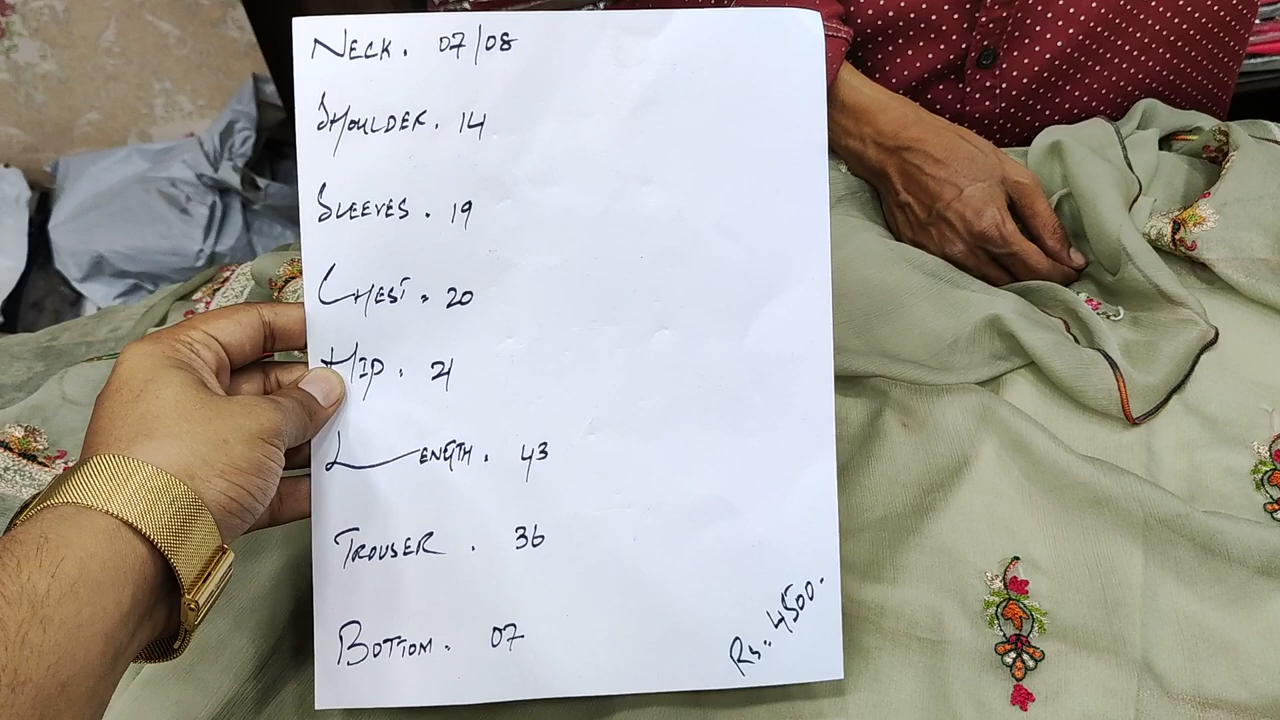 NECK. 07/08
SHOULDER. 14
SLEEVES. 19
CHEST. 20
HIP. 21
LENGTH. 43
TROUSER. 36
BOTTOM. 07
Rs: 4500.